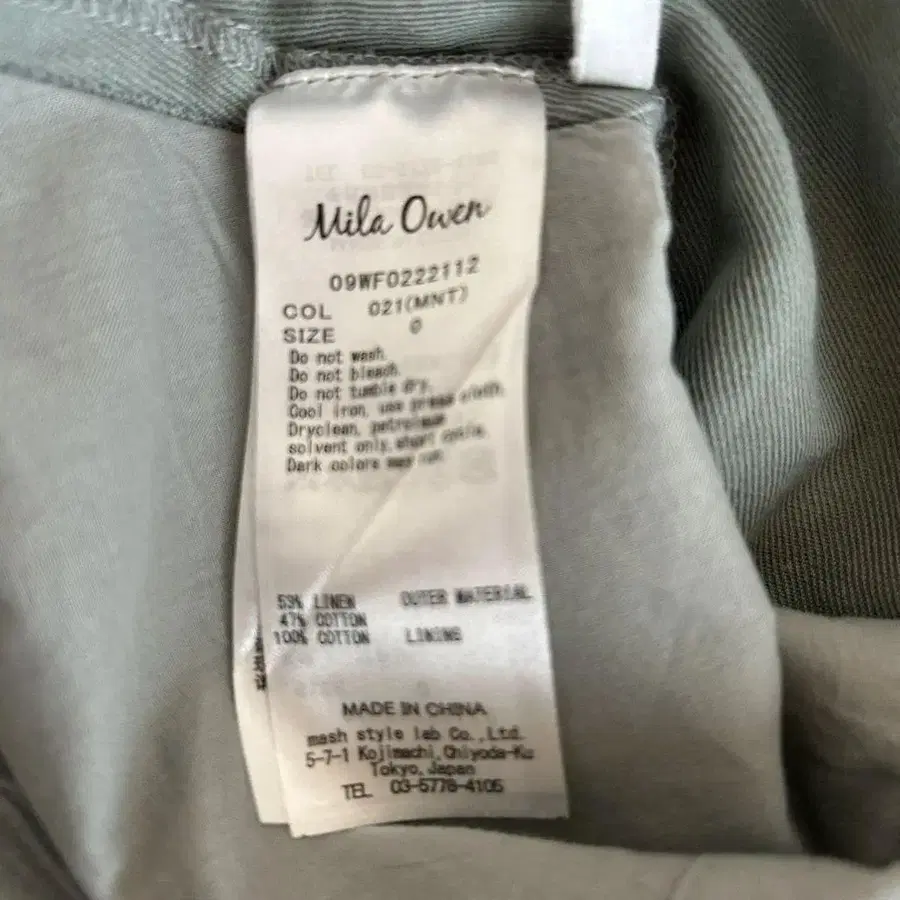 Mila Owen
09WF0222112
COL 021(MNT)
SIZE 0
Do not wash.
Do not bleach.
Do not tumble dry.
Cool iron, use press cloth.
Dryclean, petroleum
solvent only, short cycle.
Dark colors may run.
53% LINEN OUTER MATERIAL
47% COTTON
100% COTTON LINING
MADE IN CHINA
mash style lab Co.,Ltd.
5-7-1 Kojimachi,Chiyoda-Ku
Tokyo,Japan
TEL 03-5778-4105